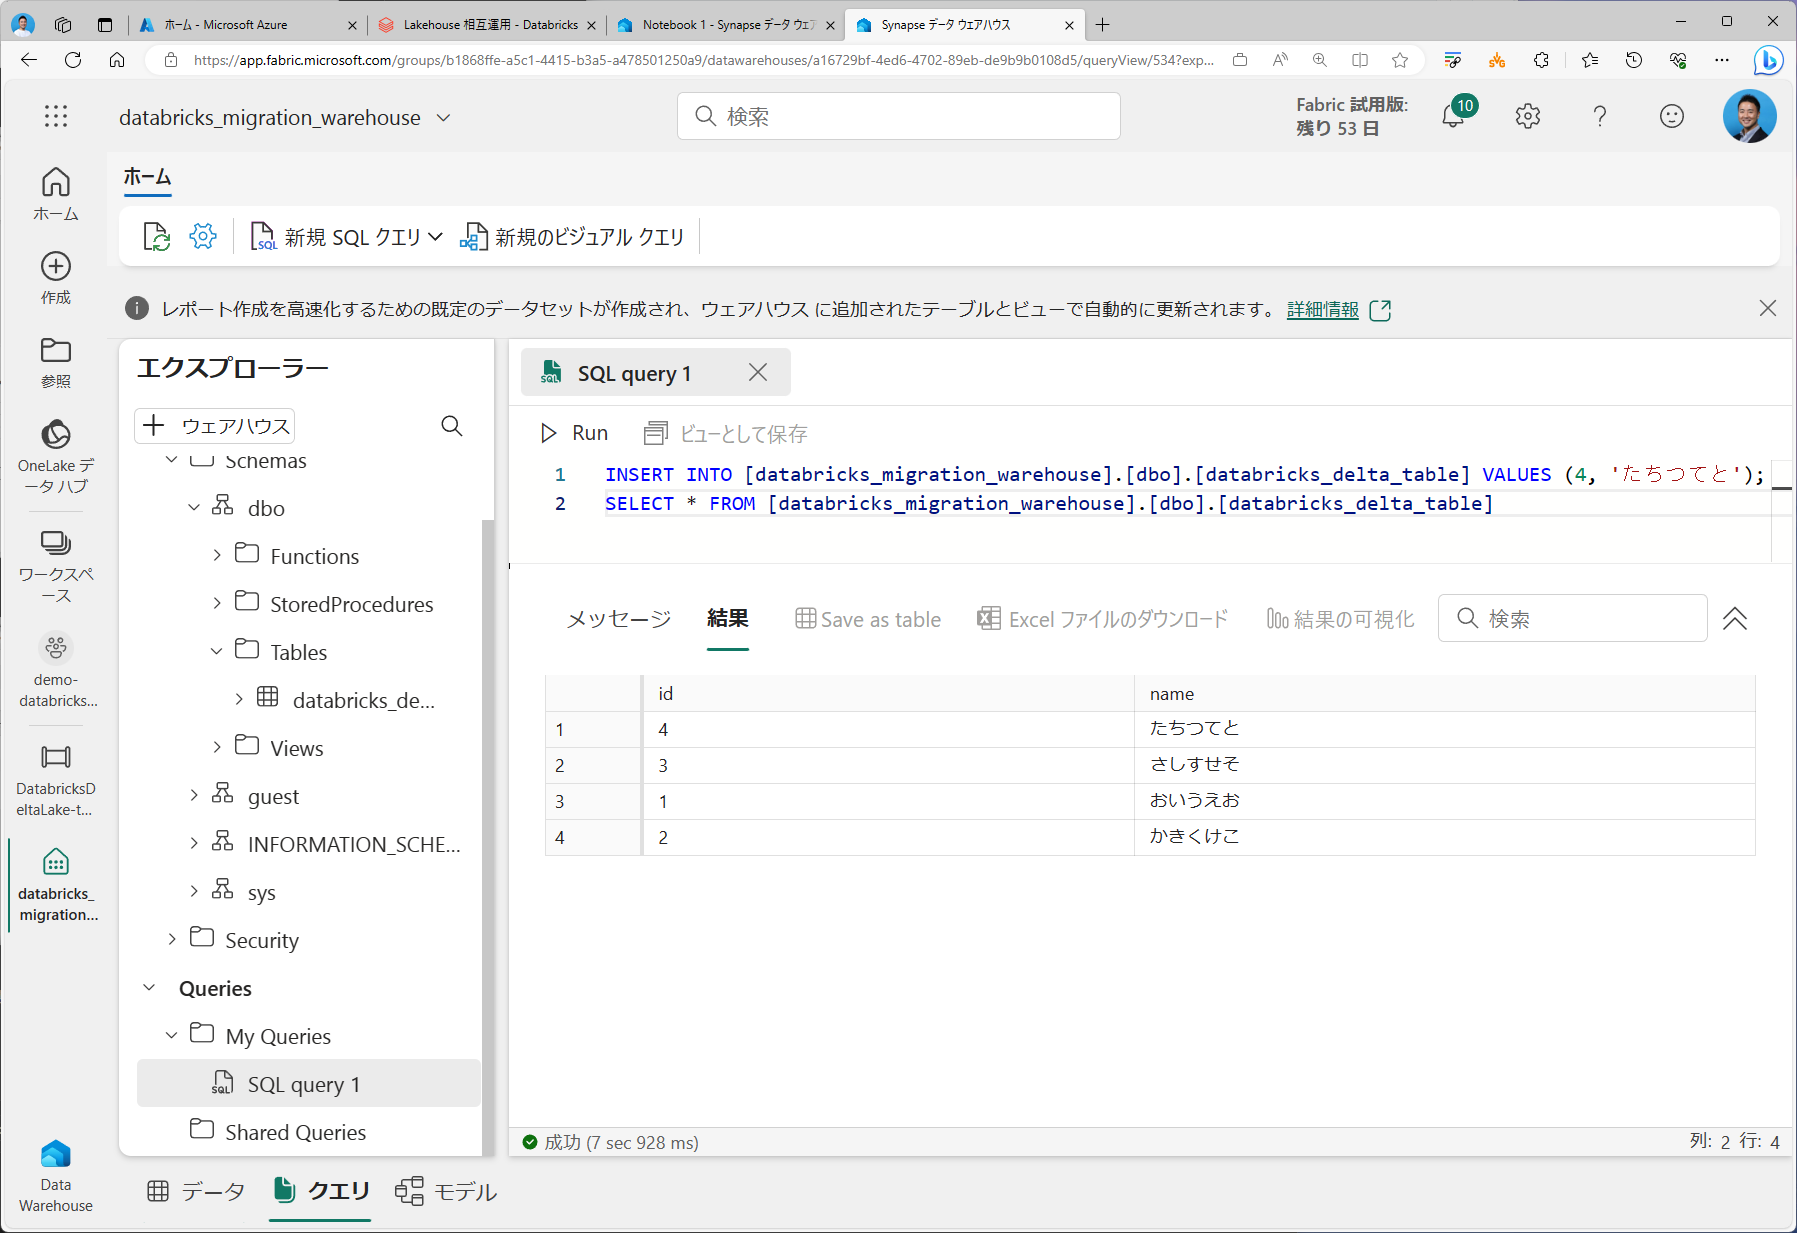 ホーム - Microsoft Azure
Lakehouse 相互運用 - Databricks
Notebook 1 - Synapse データ ウェア
Synapse データ ウェアハウス
https://app.fabric.microsoft.com/groups/b1868ffe-a5c1-4415-b3a5-a478501250a9/datawarehouses/a16729bf-4ed6-4702-89eb-de9b9b0108d5/queryView/534?exp...
databricks_migration_warehouse
検索
Fabric 試用版:
残り 53 日
10
ホーム
ホーム
作成
参照
OneLake デ
ータ ハブ
ワークスペ
ース
demo-
databricks...
DatabricksD
eltaLake-t...
databricks_
migration...
Data
Warehouse
新規 SQL クエリ
新規のビジュアル クエリ
レポート作成を高速化するための既定のデータセットが作成され、ウェアハウス に追加されたテーブルとビューで自動的に更新されます。 詳細情報
エクスプローラー
ウェアハウス
Schemas
dbo
Functions
StoredProcedures
Tables
databricks_de...
Views
guest
INFORMATION_SCHE...
sys
Security
Queries
My Queries
SQL query 1
Shared Queries
SQL query 1
Run
ビューとして保存
1 INSERT INTO [databricks_migration_warehouse].[dbo].[databricks_delta_table] VALUES (4, 'たちつてと');
2 SELECT * FROM [databricks_migration_warehouse].[dbo].[databricks_delta_table]
メッセージ
結果
Save as table
Excel ファイルのダウンロード
結果の可視化
検索
id name
1 4 たちつてと
2 3 さしすせそ
3 1 おいうえお
4 2 かきくけこ
成功 (7 sec 928 ms)
列: 2 行: 4
データ
クエリ
モデル